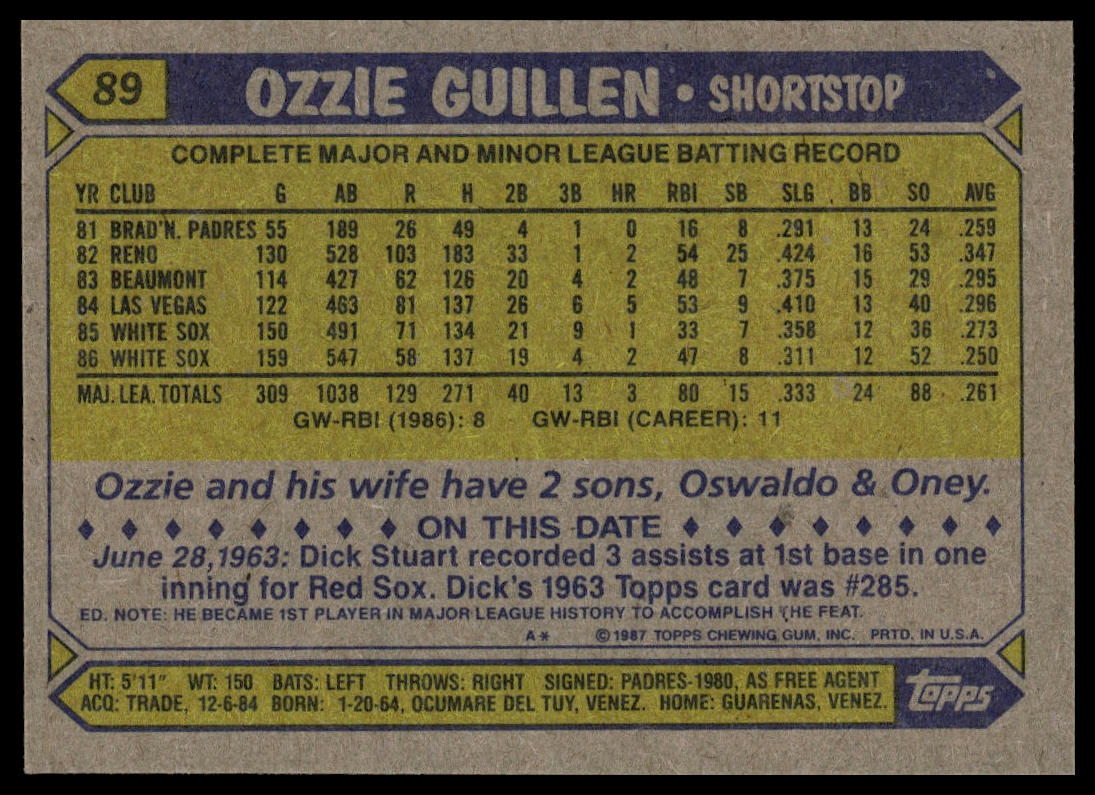 89 OZZIE GUILLEN • SHORTSTOP
COMPLETE MAJOR AND MINOR LEAGUE BATTING RECORD
YR CLUB G AB R H 2B 3B HR RBI SB SLG BB SO AVG
81 BRAD'N. PADRES 55 189 26 49 4 1 0 16 8 .291 13 24 .259
82 RENO 130 528 103 183 33 1 2 54 25 .424 16 53 .347
83 BEAUMONT 114 427 62 126 20 4 2 48 7 .375 15 29 .295
84 LAS VEGAS 122 463 81 137 26 6 5 53 9 .410 13 40 .296
85 WHITE SOX 150 491 71 134 21 9 1 33 7 .358 12 36 .273
86 WHITE SOX 159 547 58 137 19 4 2 47 8 .311 12 52 .250
MAJ. LEA. TOTALS 309 1038 129 271 40 13 3 80 15 .333 24 88 .261
GW-RBI (1986): 8 GW-RBI (CAREER): 11
Ozzie and his wife have 2 sons, Oswaldo & Oney.
♦ ♦ ♦ ♦ ♦ ♦ ♦ ♦ ON THIS DATE ♦ ♦ ♦ ♦ ♦ ♦ ♦ ♦
June 28, 1963: Dick Stuart recorded 3 assists at 1st base in one
inning for Red Sox. Dick's 1963 Topps card was #285.
ED. NOTE: HE BECAME 1ST PLAYER IN MAJOR LEAGUE HISTORY TO ACCOMPLISH THE FEAT.
A* ©1987 TOPPS CHEWING GUM, INC. PRTD. IN U.S.A.
HT: 5'11" WT: 150 BATS: LEFT THROWS: RIGHT SIGNED: PADRES-1980, AS FREE AGENT
ACQ: TRADE, 12-6-84 BORN: 1-20-64, OCUMARE DEL TUY, VENEZ. HOME: GUARENAS, VENEZ.
topps